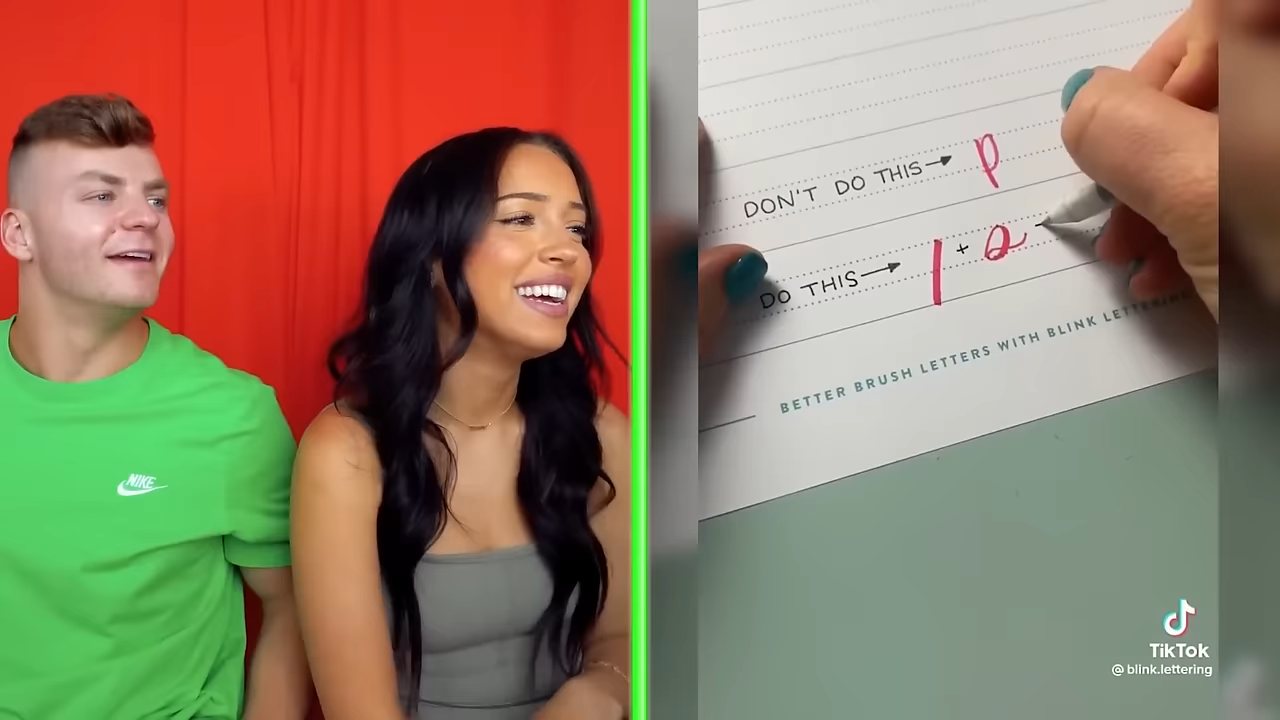 NIKE
DON'T DO THIS → p
DO THIS → l + a -
BETTER BRUSH LETTERS WITH BLINK LETTERING
TikTok
@blink.lettering